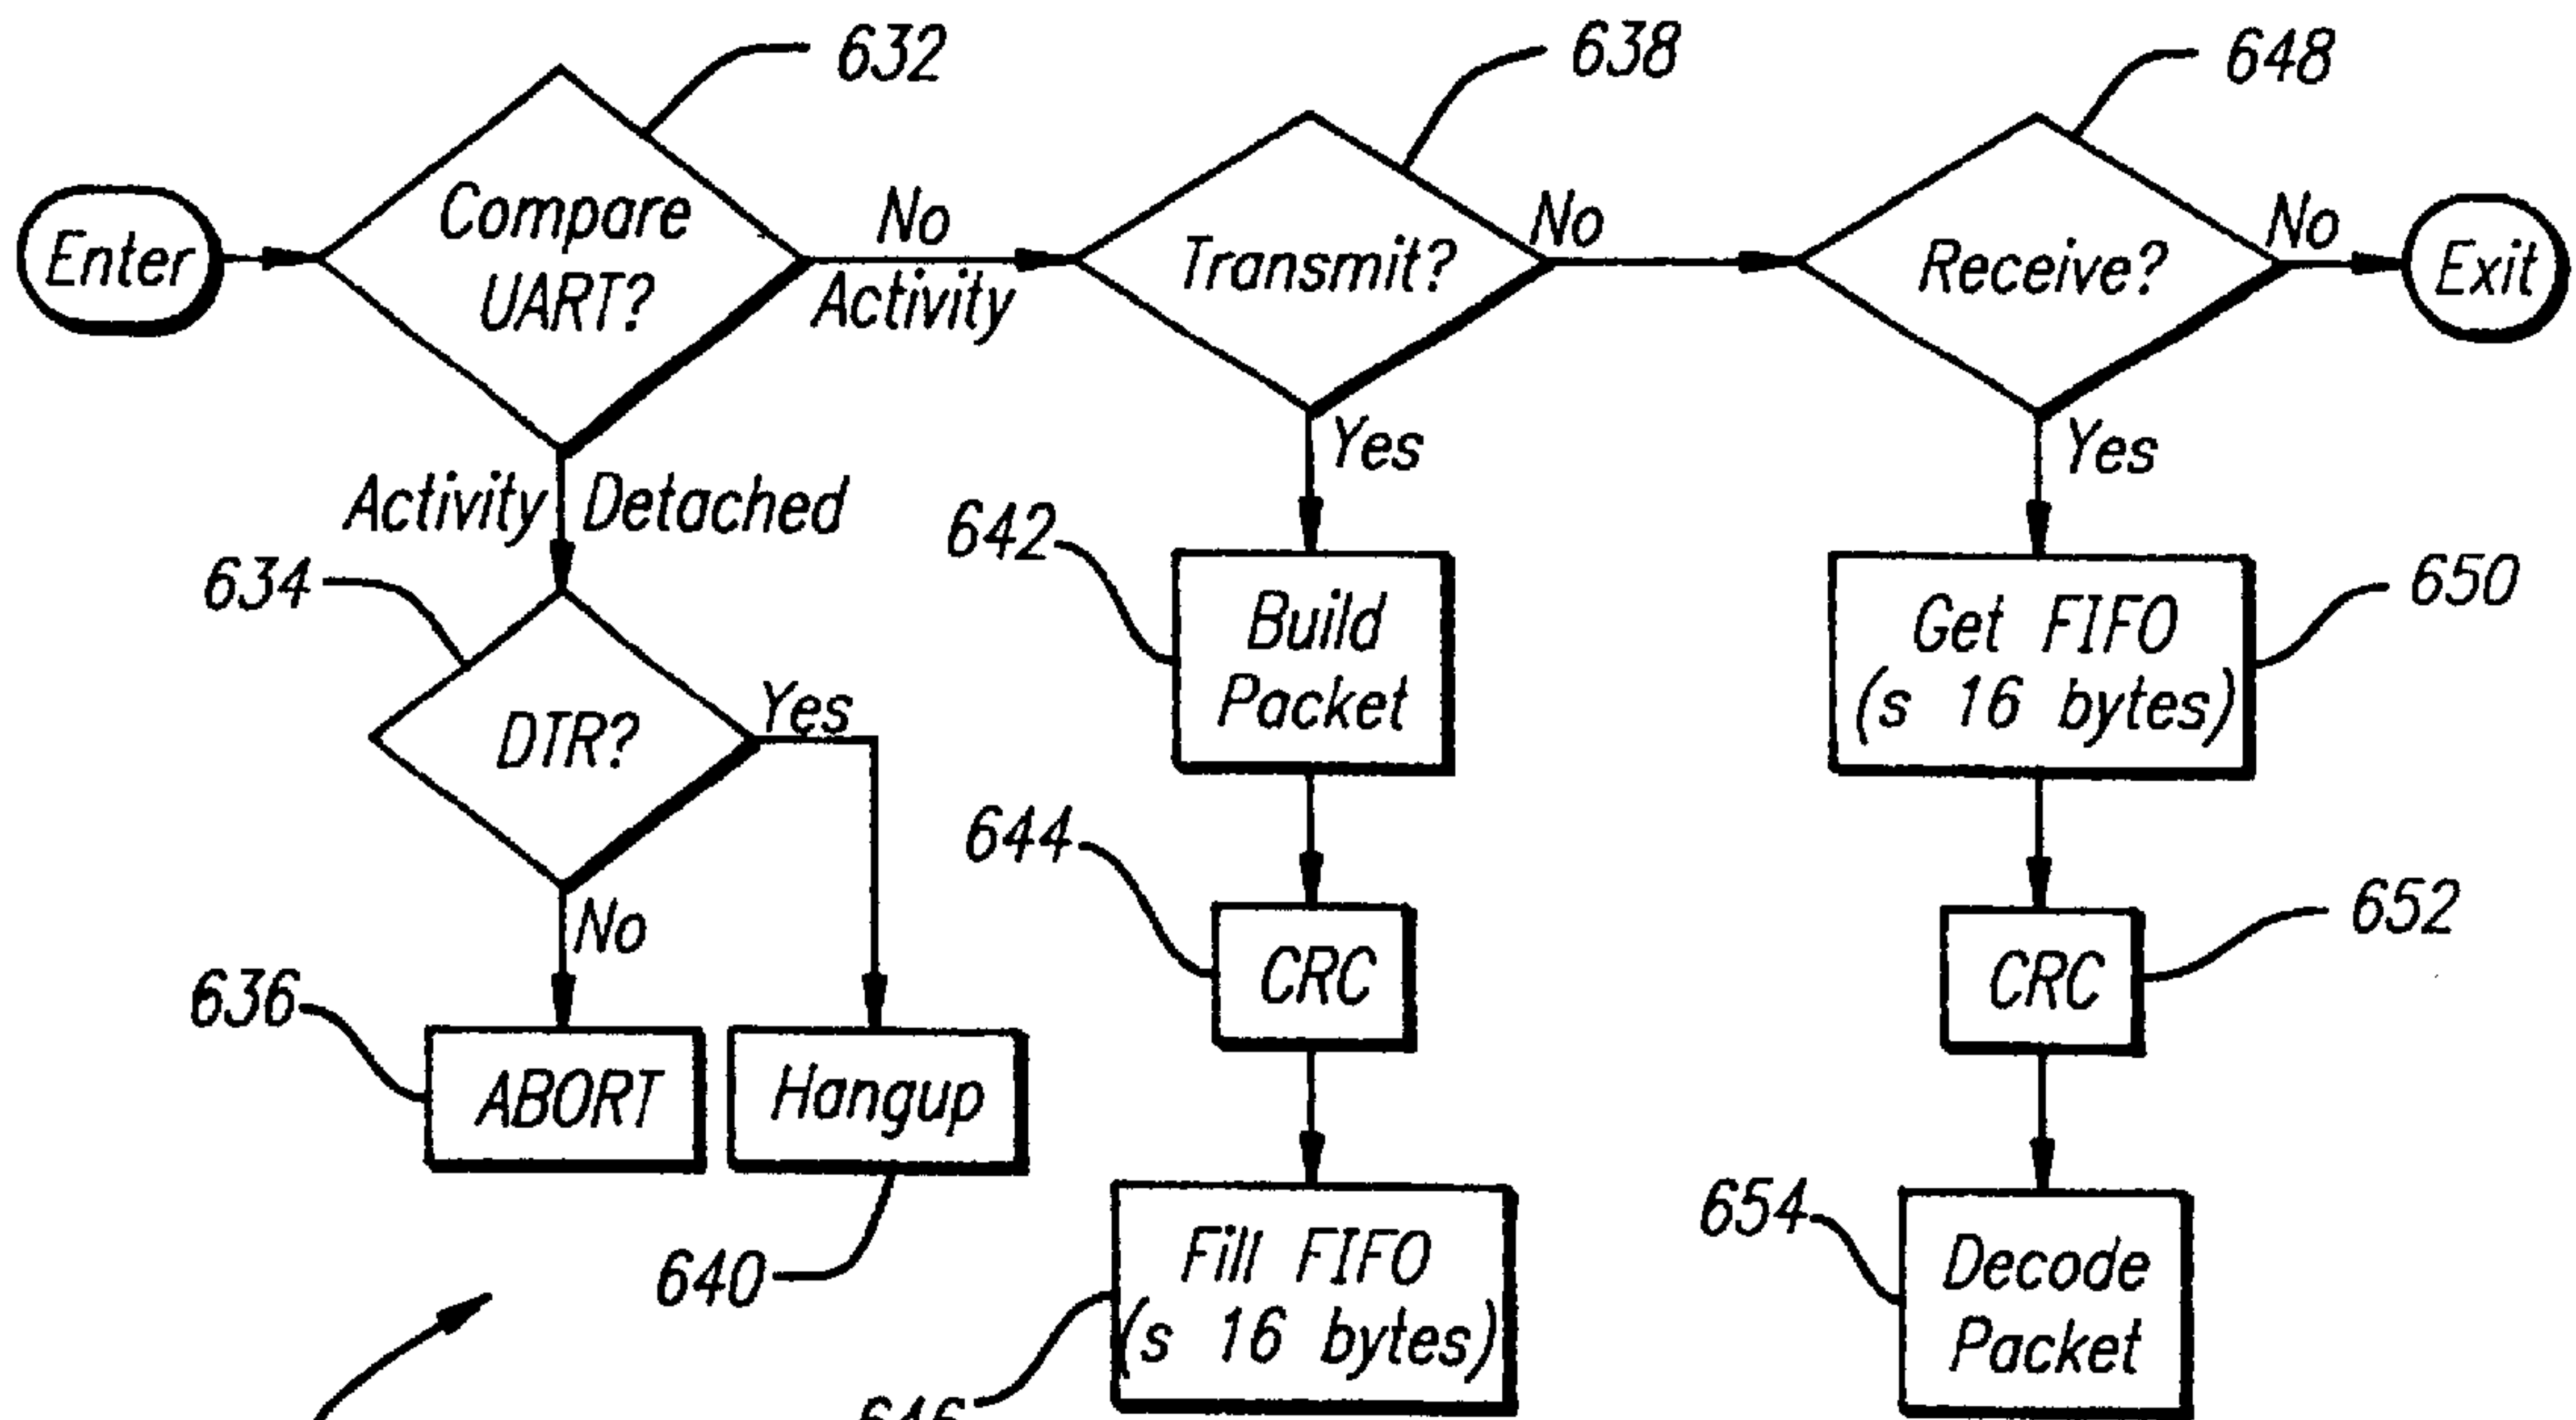 632
638
648
Enter
Compare
UART?
No
Activity
Transmit?
No
Receive?
No
Exit
Activity Detached
Yes
Yes
634
DTR?
Yes
No
642
Build
Packet
Get FIFO
(s 16 bytes)
650
644
CRC
CRC
652
636
ABORT
Hangup
640
Fill FIFO
(s 16 bytes)
646
654
Decode
Packet